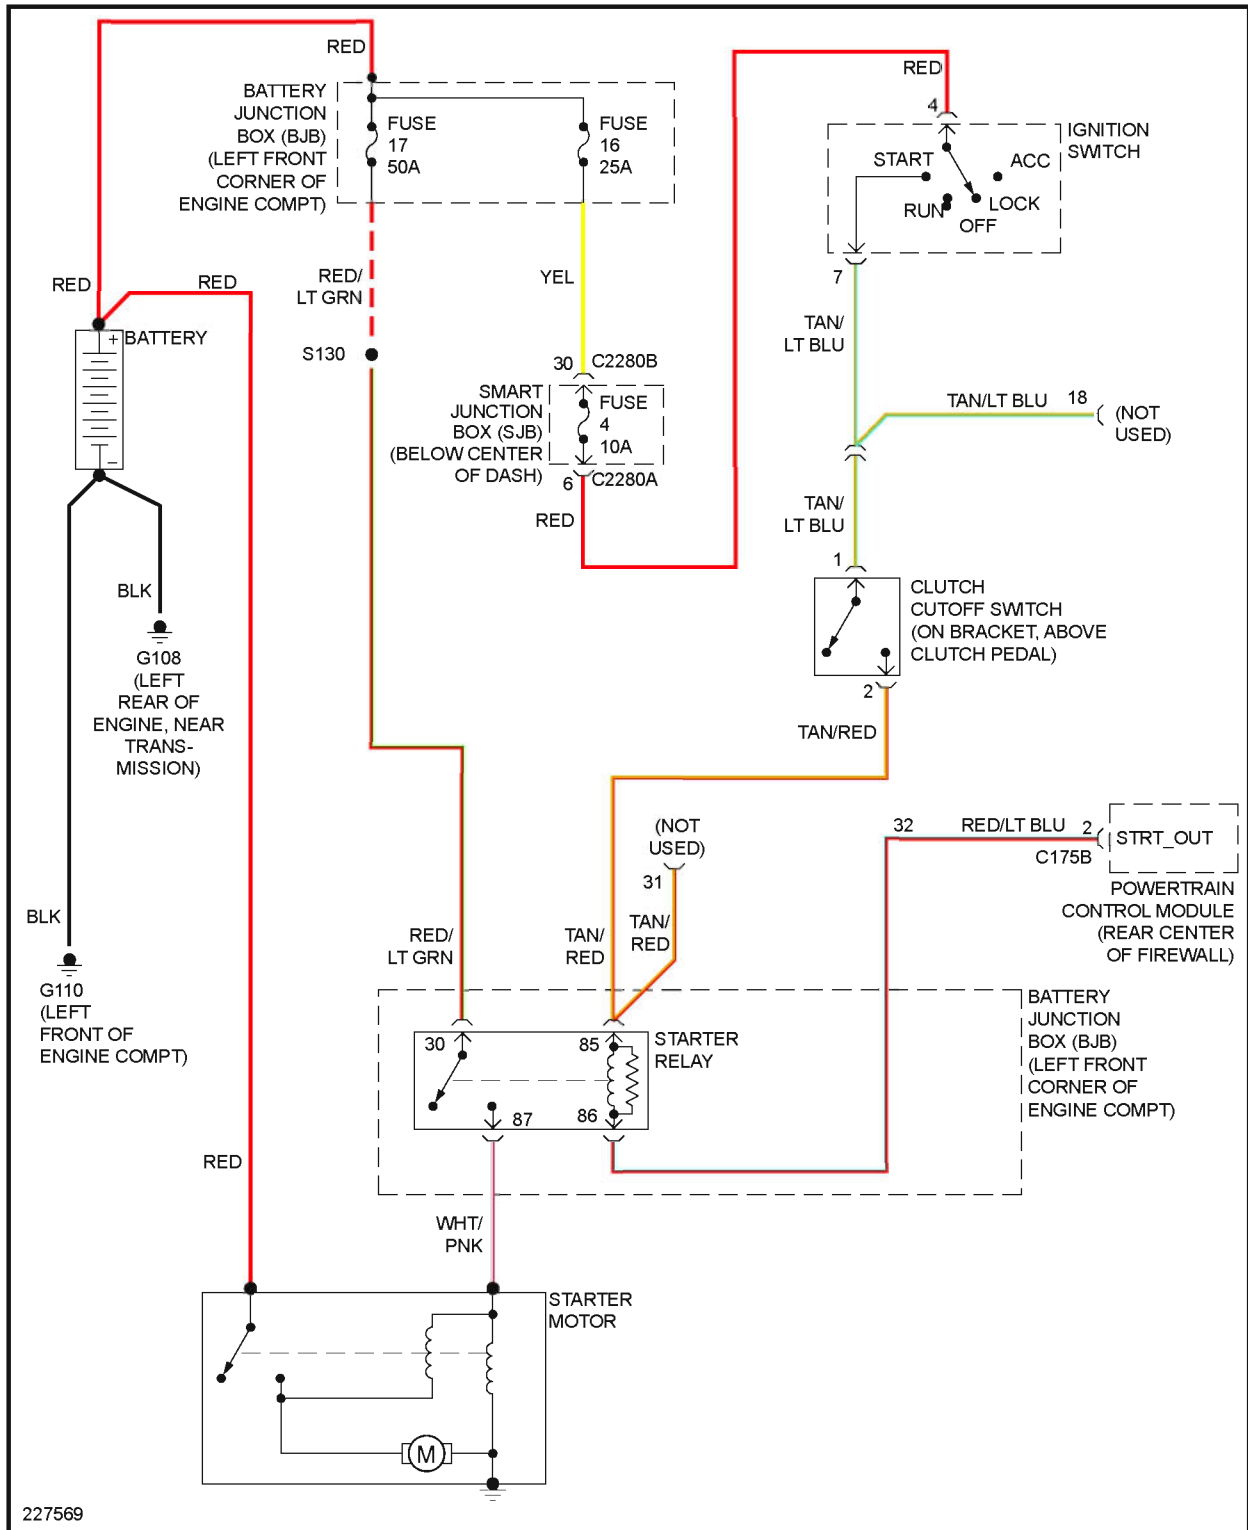 RED
BATTERY
JUNCTION
BOX (BJB)
(LEFT FRONT
CORNER OF
ENGINE COMPT)
FUSE
17
50A
FUSE
16
25A
RED
4
IGNITION
SWITCH
START
ACC
LOCK
RUN
OFF
7
RED
RED
RED/
LT GRN
YEL
TAN/
LT BLU
+
BATTERY
−
S130
30
C2280B
SMART
JUNCTION
BOX (SJB)
(BELOW CENTER
OF DASH)
FUSE
4
10A
6
C2280A
RED
TAN/LT BLU
18
(NOT
USED)
TAN/
LT BLU
1
CLUTCH
CUTOFF SWITCH
(ON BRACKET, ABOVE
CLUTCH PEDAL)
2
TAN/RED
BLK
G108
(LEFT
REAR OF
ENGINE, NEAR
TRANS-
MISSION)
(NOT
USED)
31
32
RED/LT BLU
2
C175B
STRT_OUT
POWERTRAIN
CONTROL MODULE
(REAR CENTER
OF FIREWALL)
BLK
G110
(LEFT
FRONT OF
ENGINE COMPT)
RED/
LT GRN
TAN/
RED
TAN/
RED
30
85
STARTER
RELAY
87
86
BATTERY
JUNCTION
BOX (BJB)
(LEFT FRONT
CORNER OF
ENGINE COMPT)
RED
WHT/
PNK
STARTER
MOTOR
M
227569